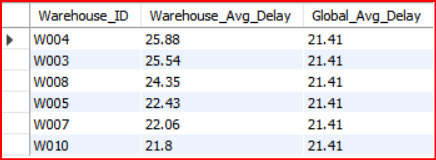 Warehouse_ID Warehouse_Avg_Delay Global_Avg_Delay
W004 25.88 21.41
W003 25.54 21.41
W008 24.35 21.41
W005 22.43 21.41
W007 22.06 21.41
W010 21.8 21.41